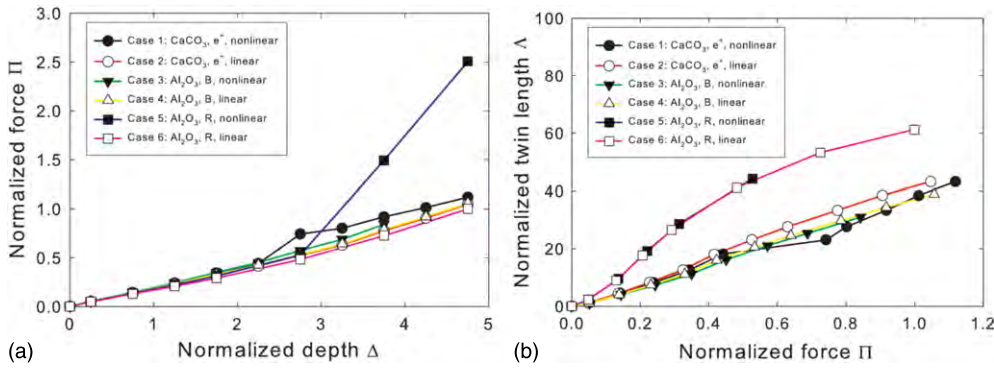 (a)
Normalized force Π
3.0
2.5
2.0
1.5
1.0
0.5
0.0
Case 1: CaCO₃, e⁺, nonlinear
Case 2: CaCO₃, e⁺, linear
Case 3: Al₂O₃, B, nonlinear
Case 4: Al₂O₃, B, linear
Case 5: Al₂O₃, R, nonlinear
Case 6: Al₂O₃, R, linear
0 1 2 3 4 5
Normalized depth Δ
(b)
Normalized twin length Λ
100
80
60
40
20
0
Case 1: CaCO₃, e⁺, nonlinear
Case 2: CaCO₃, e⁺, linear
Case 3: Al₂O₃, B, nonlinear
Case 4: Al₂O₃, B, linear
Case 5: Al₂O₃, R, nonlinear
Case 6: Al₂O₃, R, linear
0.0 0.2 0.4 0.6 0.8 1.0 1.2
Normalized force Π